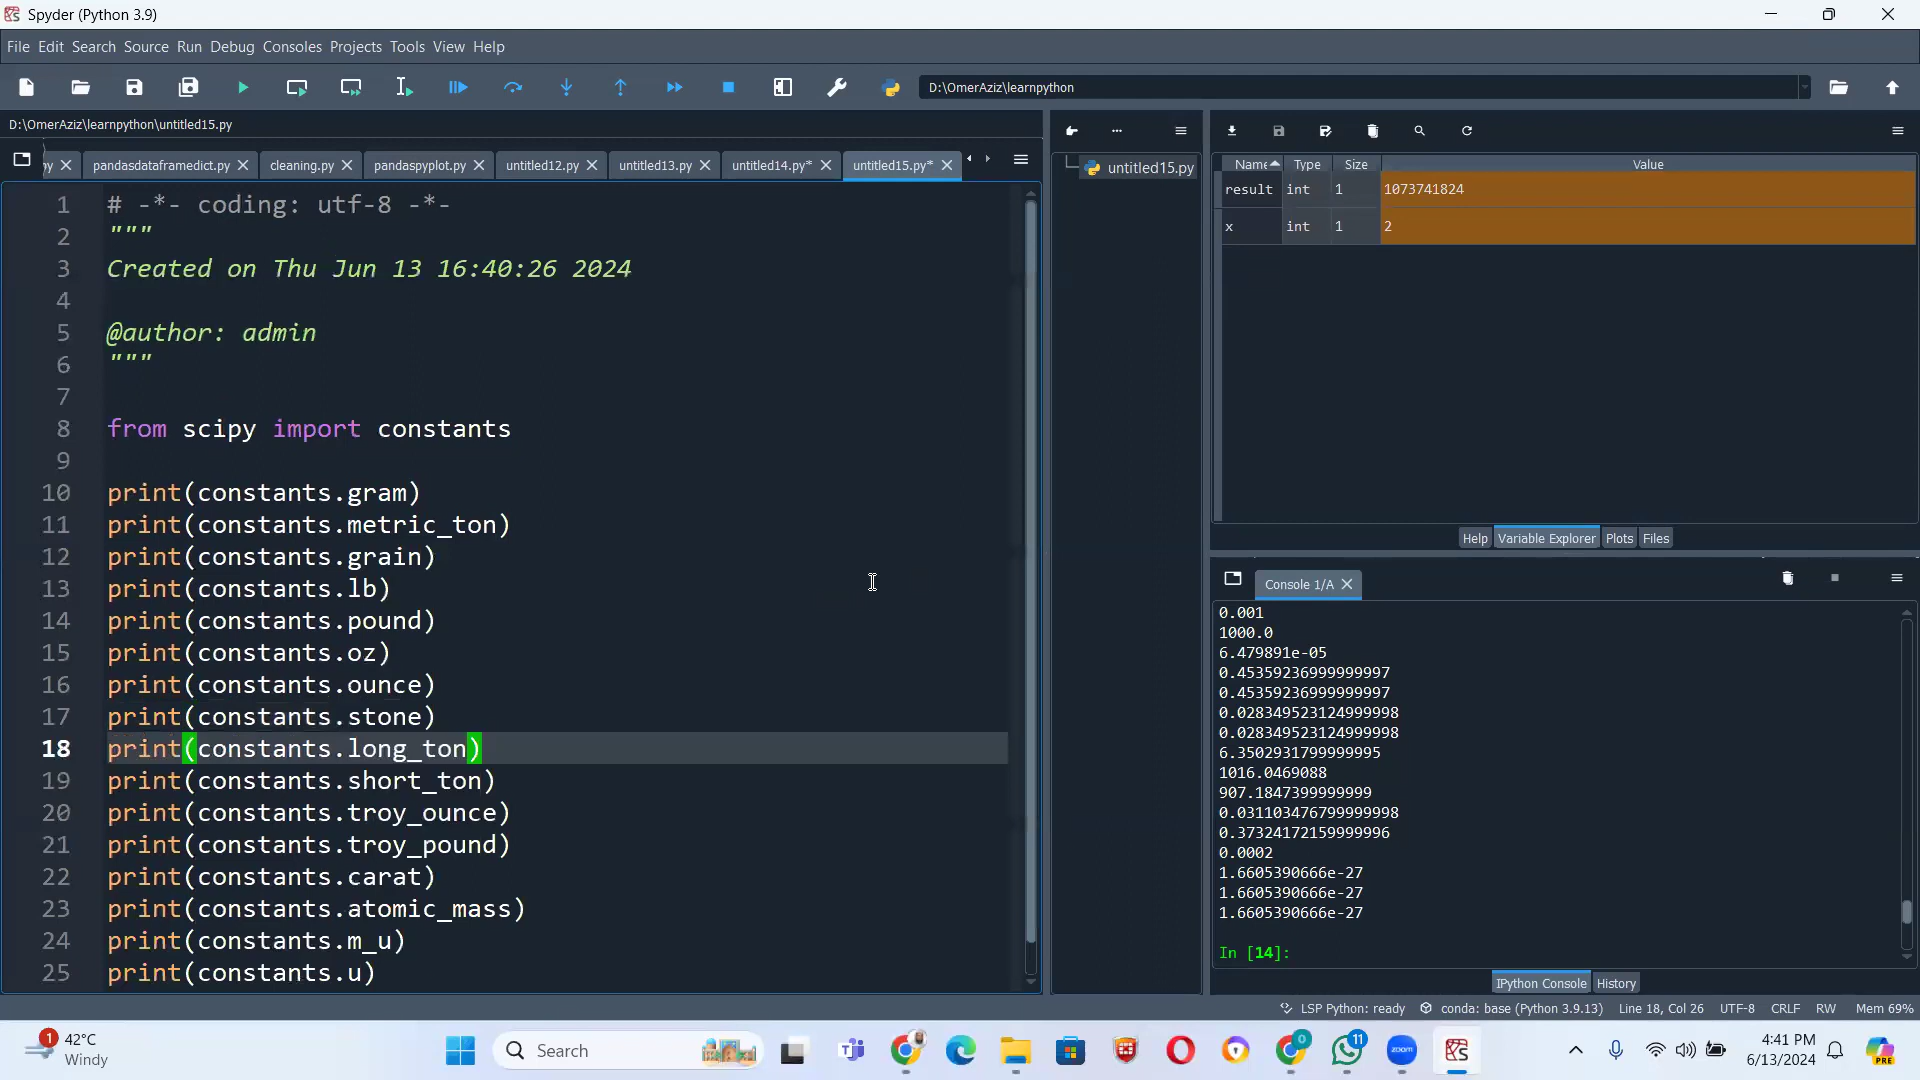 Spyder (Python 3.9)
File Edit Search Source Run Debug Consoles Projects Tools View Help
D:\OmerAziz\learnpython
D:\OmerAziz\learnpython\untitled15.py
py pandasdataframedict.py cleaning.py pandaspyplot.py untitled12.py untitled13.py untitled14.py* untitled15.py*
1 # -*- coding: utf-8 -*-
2 """
3 Created on Thu Jun 13 16:40:26 2024
4
5 @author: admin
6 """
7
8 from scipy import constants
9
10 print(constants.gram)
11 print(constants.metric_ton)
12 print(constants.grain)
13 print(constants.lb)
14 print(constants.pound)
15 print(constants.oz)
16 print(constants.ounce)
17 print(constants.stone)
18 print(constants.long_ton)
19 print(constants.short_ton)
20 print(constants.troy_ounce)
21 print(constants.troy_pound)
22 print(constants.carat)
23 print(constants.atomic_mass)
24 print(constants.m_u)
25 print(constants.u)
untitled15.py
Name Type Size Value
result int 1 1073741824
x int 1 2
Help Variable Explorer Plots Files
Console 1/A
0.001
1000.0
6.479891e-05
0.45359236999999997
0.45359236999999997
0.028349523124999998
0.028349523124999998
6.3502931799999995
1016.0469088
907.1847399999999
0.031103476799999998
0.37324172159999996
0.0002
1.6605390666e-27
1.6605390666e-27
1.6605390666e-27
In [14]:
IPython Console History
LSP Python: ready conda: base (Python 3.9.13) Line 18, Col 26 UTF-8 CRLF RW Mem 69%
1 42°C
Windy
Search
0
11
zoom
PRE
4:41 PM
6/13/2024